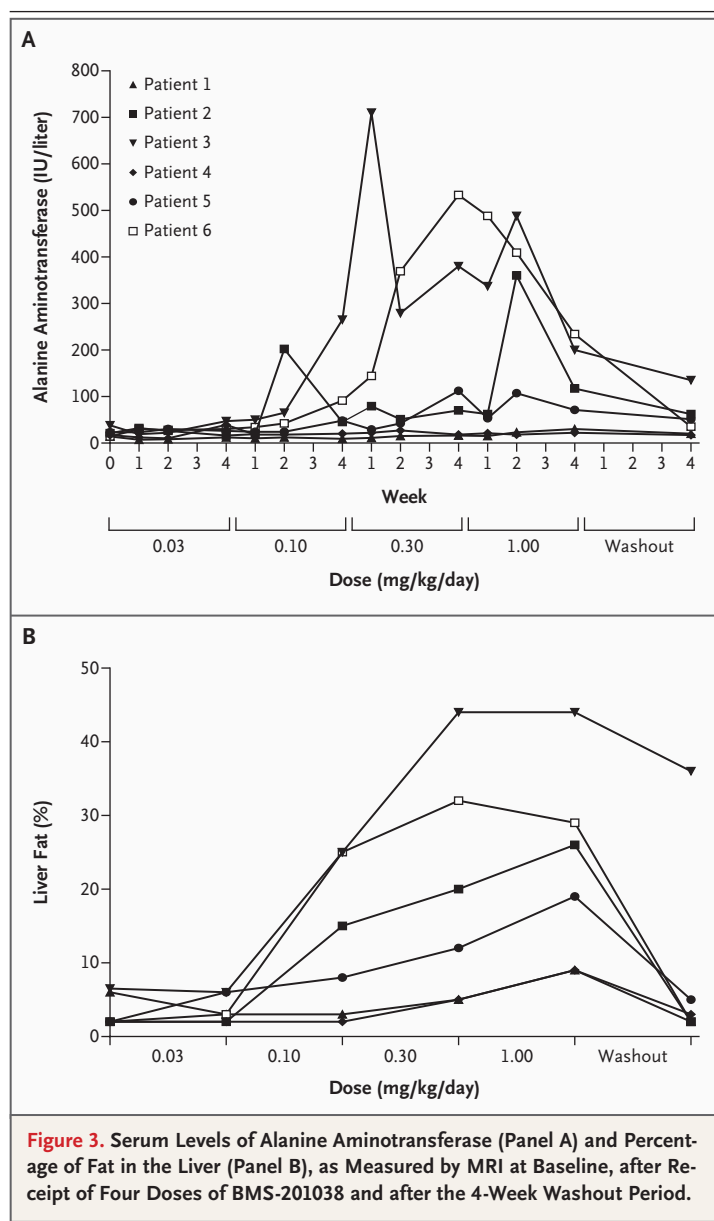 A
Alanine Aminotransferase (IU/liter)
800
700
600
500
400
300
200
100
0
Patient 1
Patient 2
Patient 3
Patient 4
Patient 5
Patient 6
0 1 2 3 4 1 2 3 4 1 2 3 4 1 2 3 4 1 2 3 4
Week
0.03 0.10 0.30 1.00 Washout
Dose (mg/kg/day)
B
Liver Fat (%)
50
40
30
20
10
0
0.03 0.10 0.30 1.00 Washout
Dose (mg/kg/day)
Figure 3. Serum Levels of Alanine Aminotransferase (Panel A) and Percent-
age of Fat in the Liver (Panel B), as Measured by MRI at Baseline, after Re-
ceipt of Four Doses of BMS-201038 and after the 4-Week Washout Period.